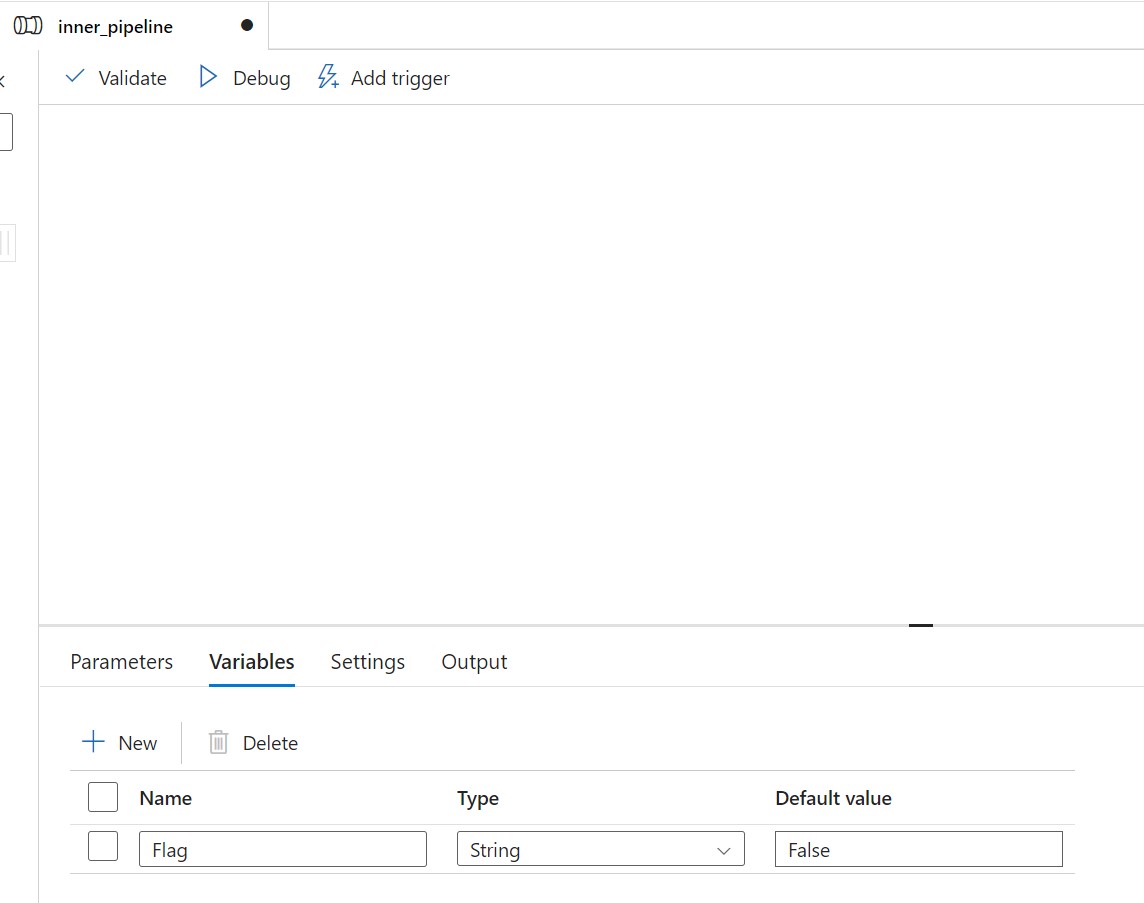 inner_pipeline
Validate Debug Add trigger
Parameters Variables Settings Output
New Delete
Name Type Default value
Flag String False